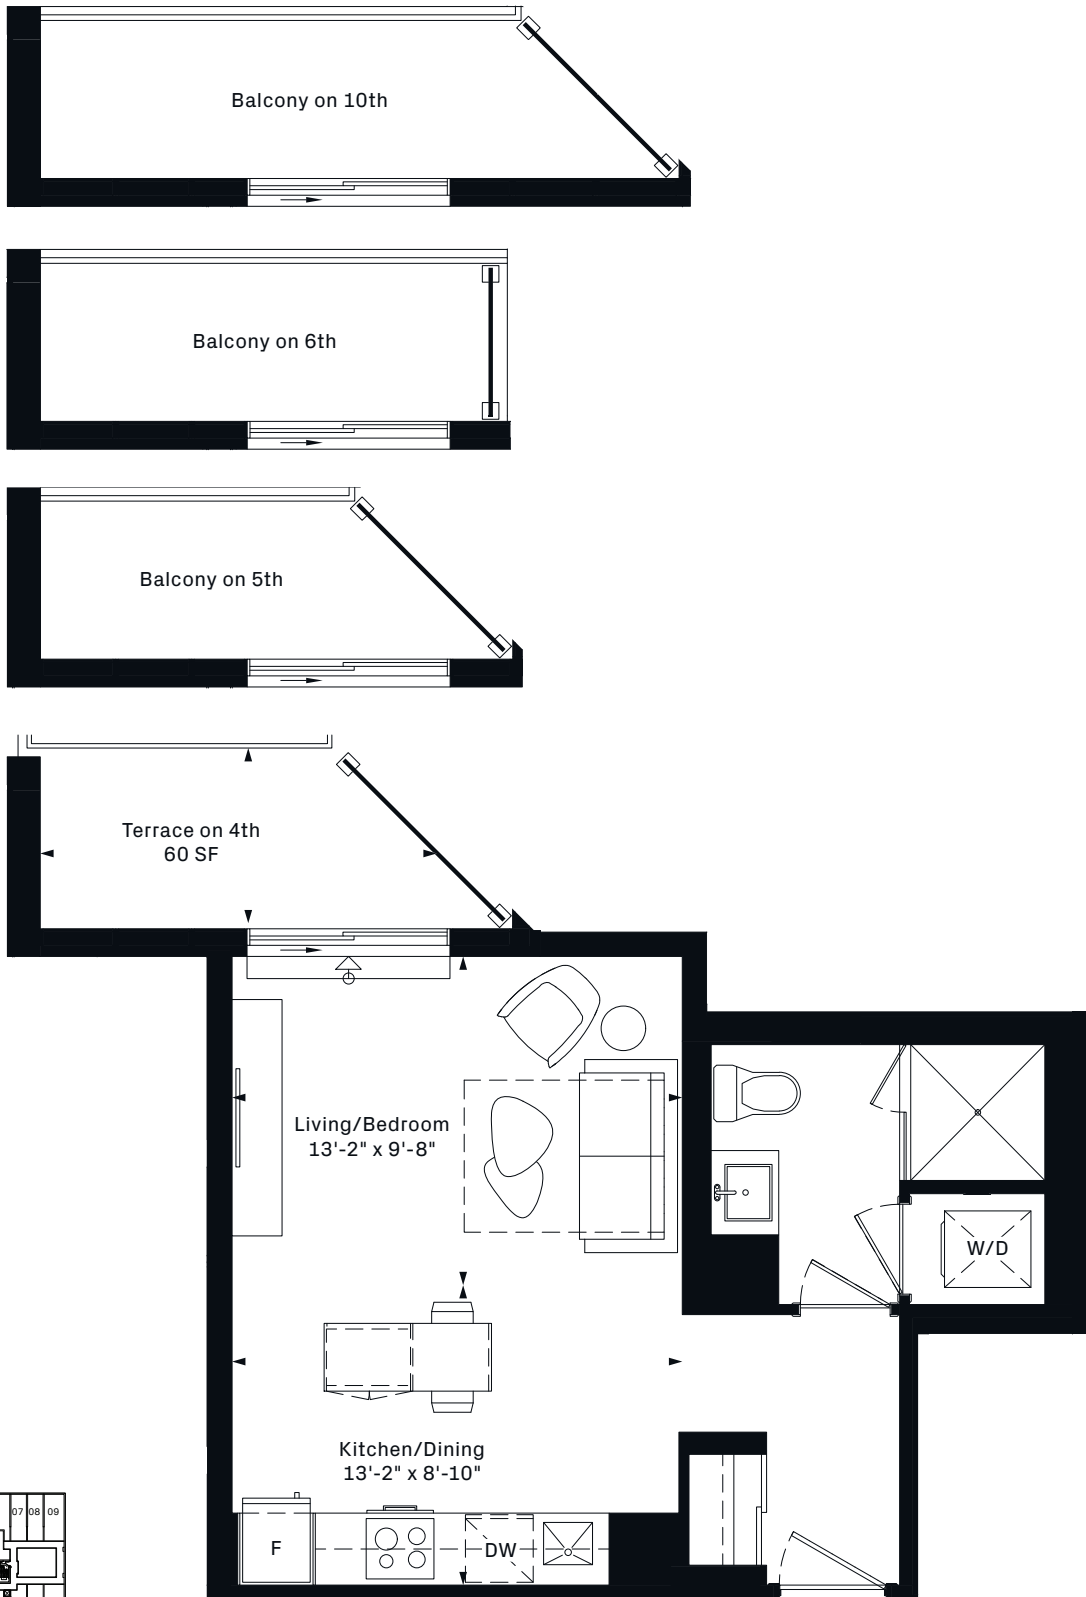 Balcony on 10th
Balcony on 6th
Balcony on 5th
Terrace on 4th
60 SF
Living/Bedroom
13'-2" x 9'-8"
W/D
Kitchen/Dining
13'-2" x 8'-10"
F
DW
07 08 09